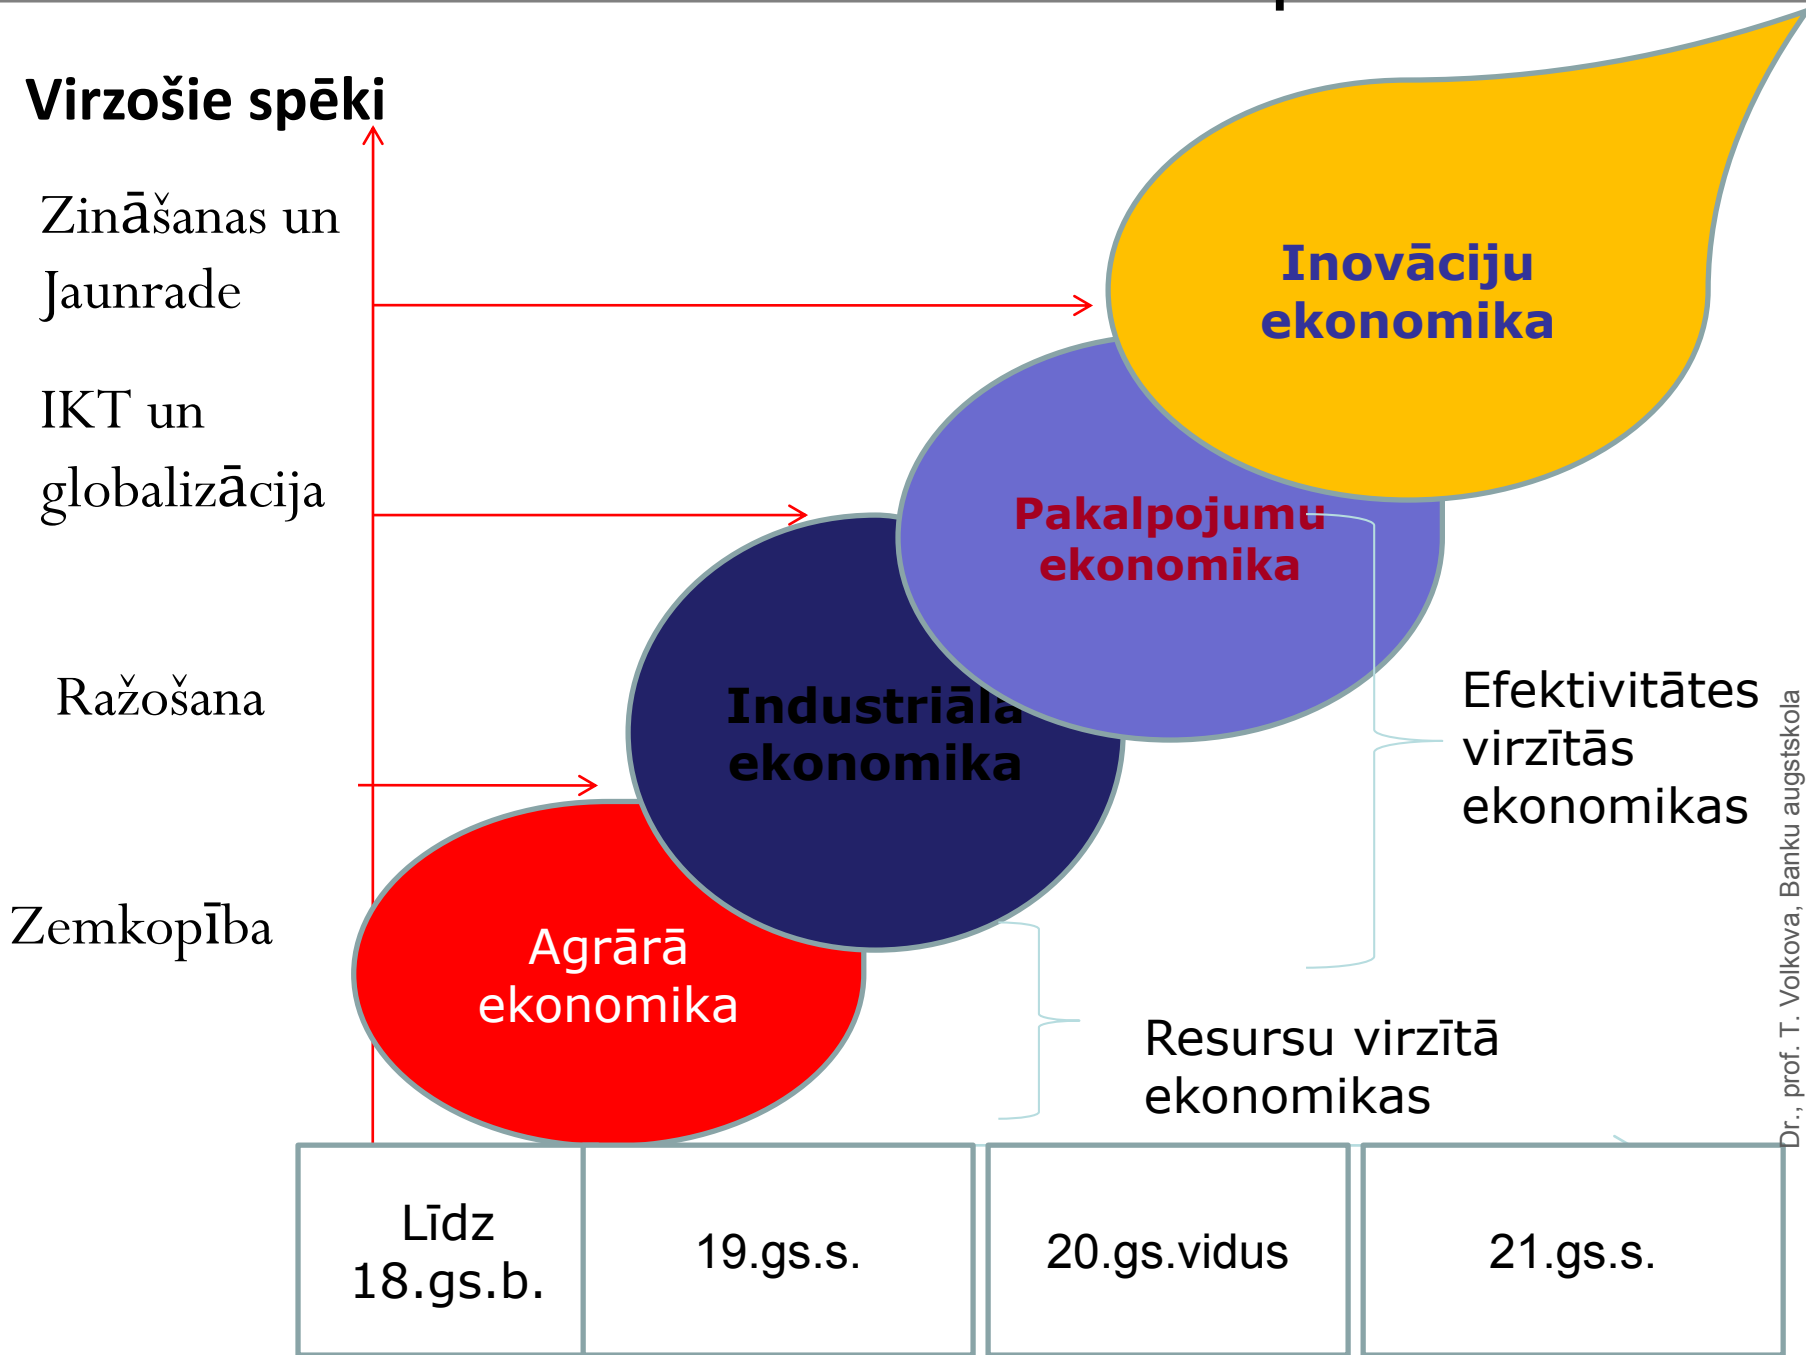 Virzošie spēki
Zināšanas un
Jaunrade
IKT un
globalizācija
Ražošana
Zemkopība
Inovāciju
ekonomika
Pakalpojumu
ekonomika
Industriālā
ekonomika
Agrārā
ekonomika
Efektivitātes
virzītās
ekonomikas
Resursu virzītā
ekonomikas
Dr., prof. T. Volkova, Banku augstskola
Līdz
18.gs.b.
19.gs.s.
20.gs.vidus
21.gs.s.